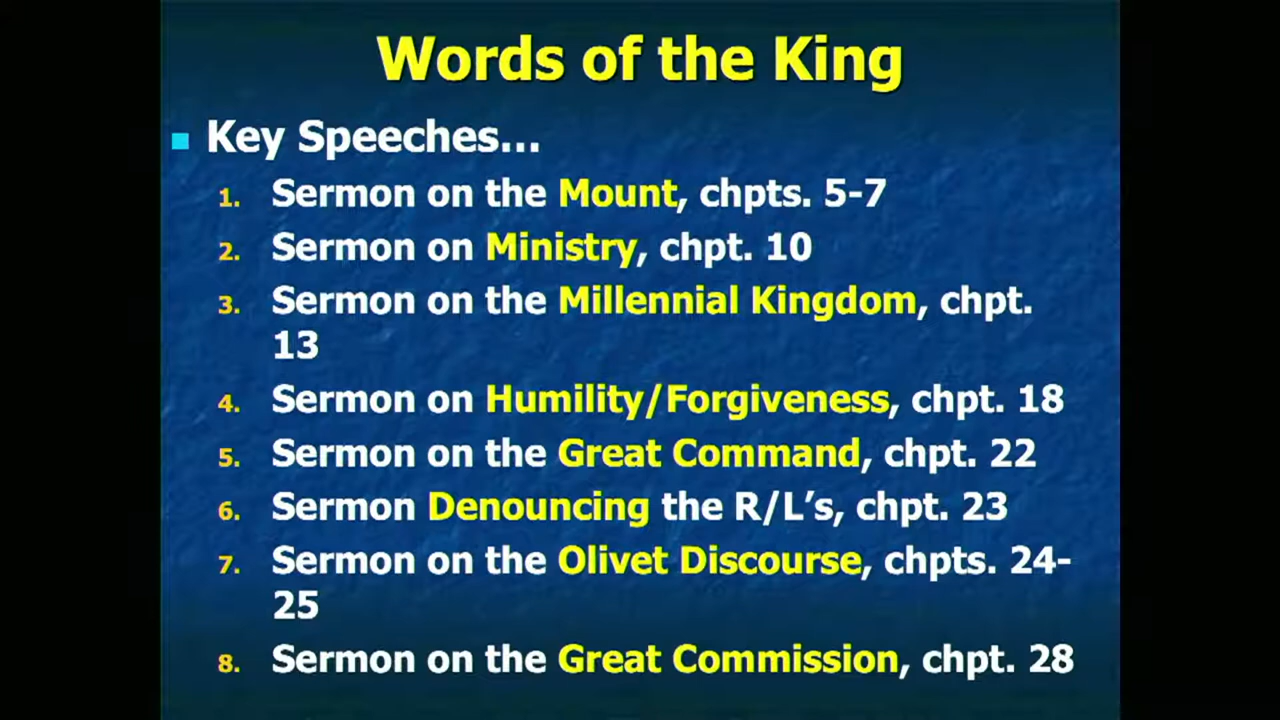 Words of the King
Key Speeches...
1. Sermon on the Mount, chpts. 5-7
2. Sermon on Ministry, chpt. 10
3. Sermon on the Millennial Kingdom, chpt.
13
4. Sermon on Humility/Forgiveness, chpt. 18
5. Sermon on the Great Command, chpt. 22
6. Sermon Denouncing the R/L’s, chpt. 23
7. Sermon on the Olivet Discourse, chpts. 24-
25
8. Sermon on the Great Commission, chpt. 28